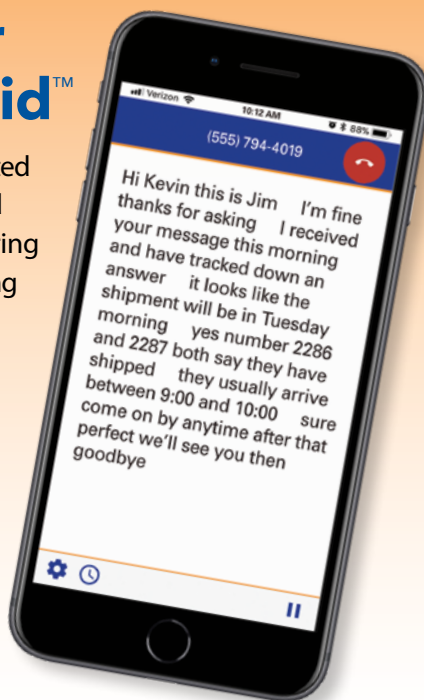 id™
Verizon
10:12 AM
88%
(555) 794-4019
Hi Kevin this is Jim I'm fine
thanks for asking I received
your message this morning
and have tracked down an
answer it looks like the
shipment will be in Tuesday
morning yes number 2286
and 2287 both say they have
shipped they usually arrive
between 9:00 and 10:00 sure
come on by anytime after that
perfect we'll see you then
goodbye